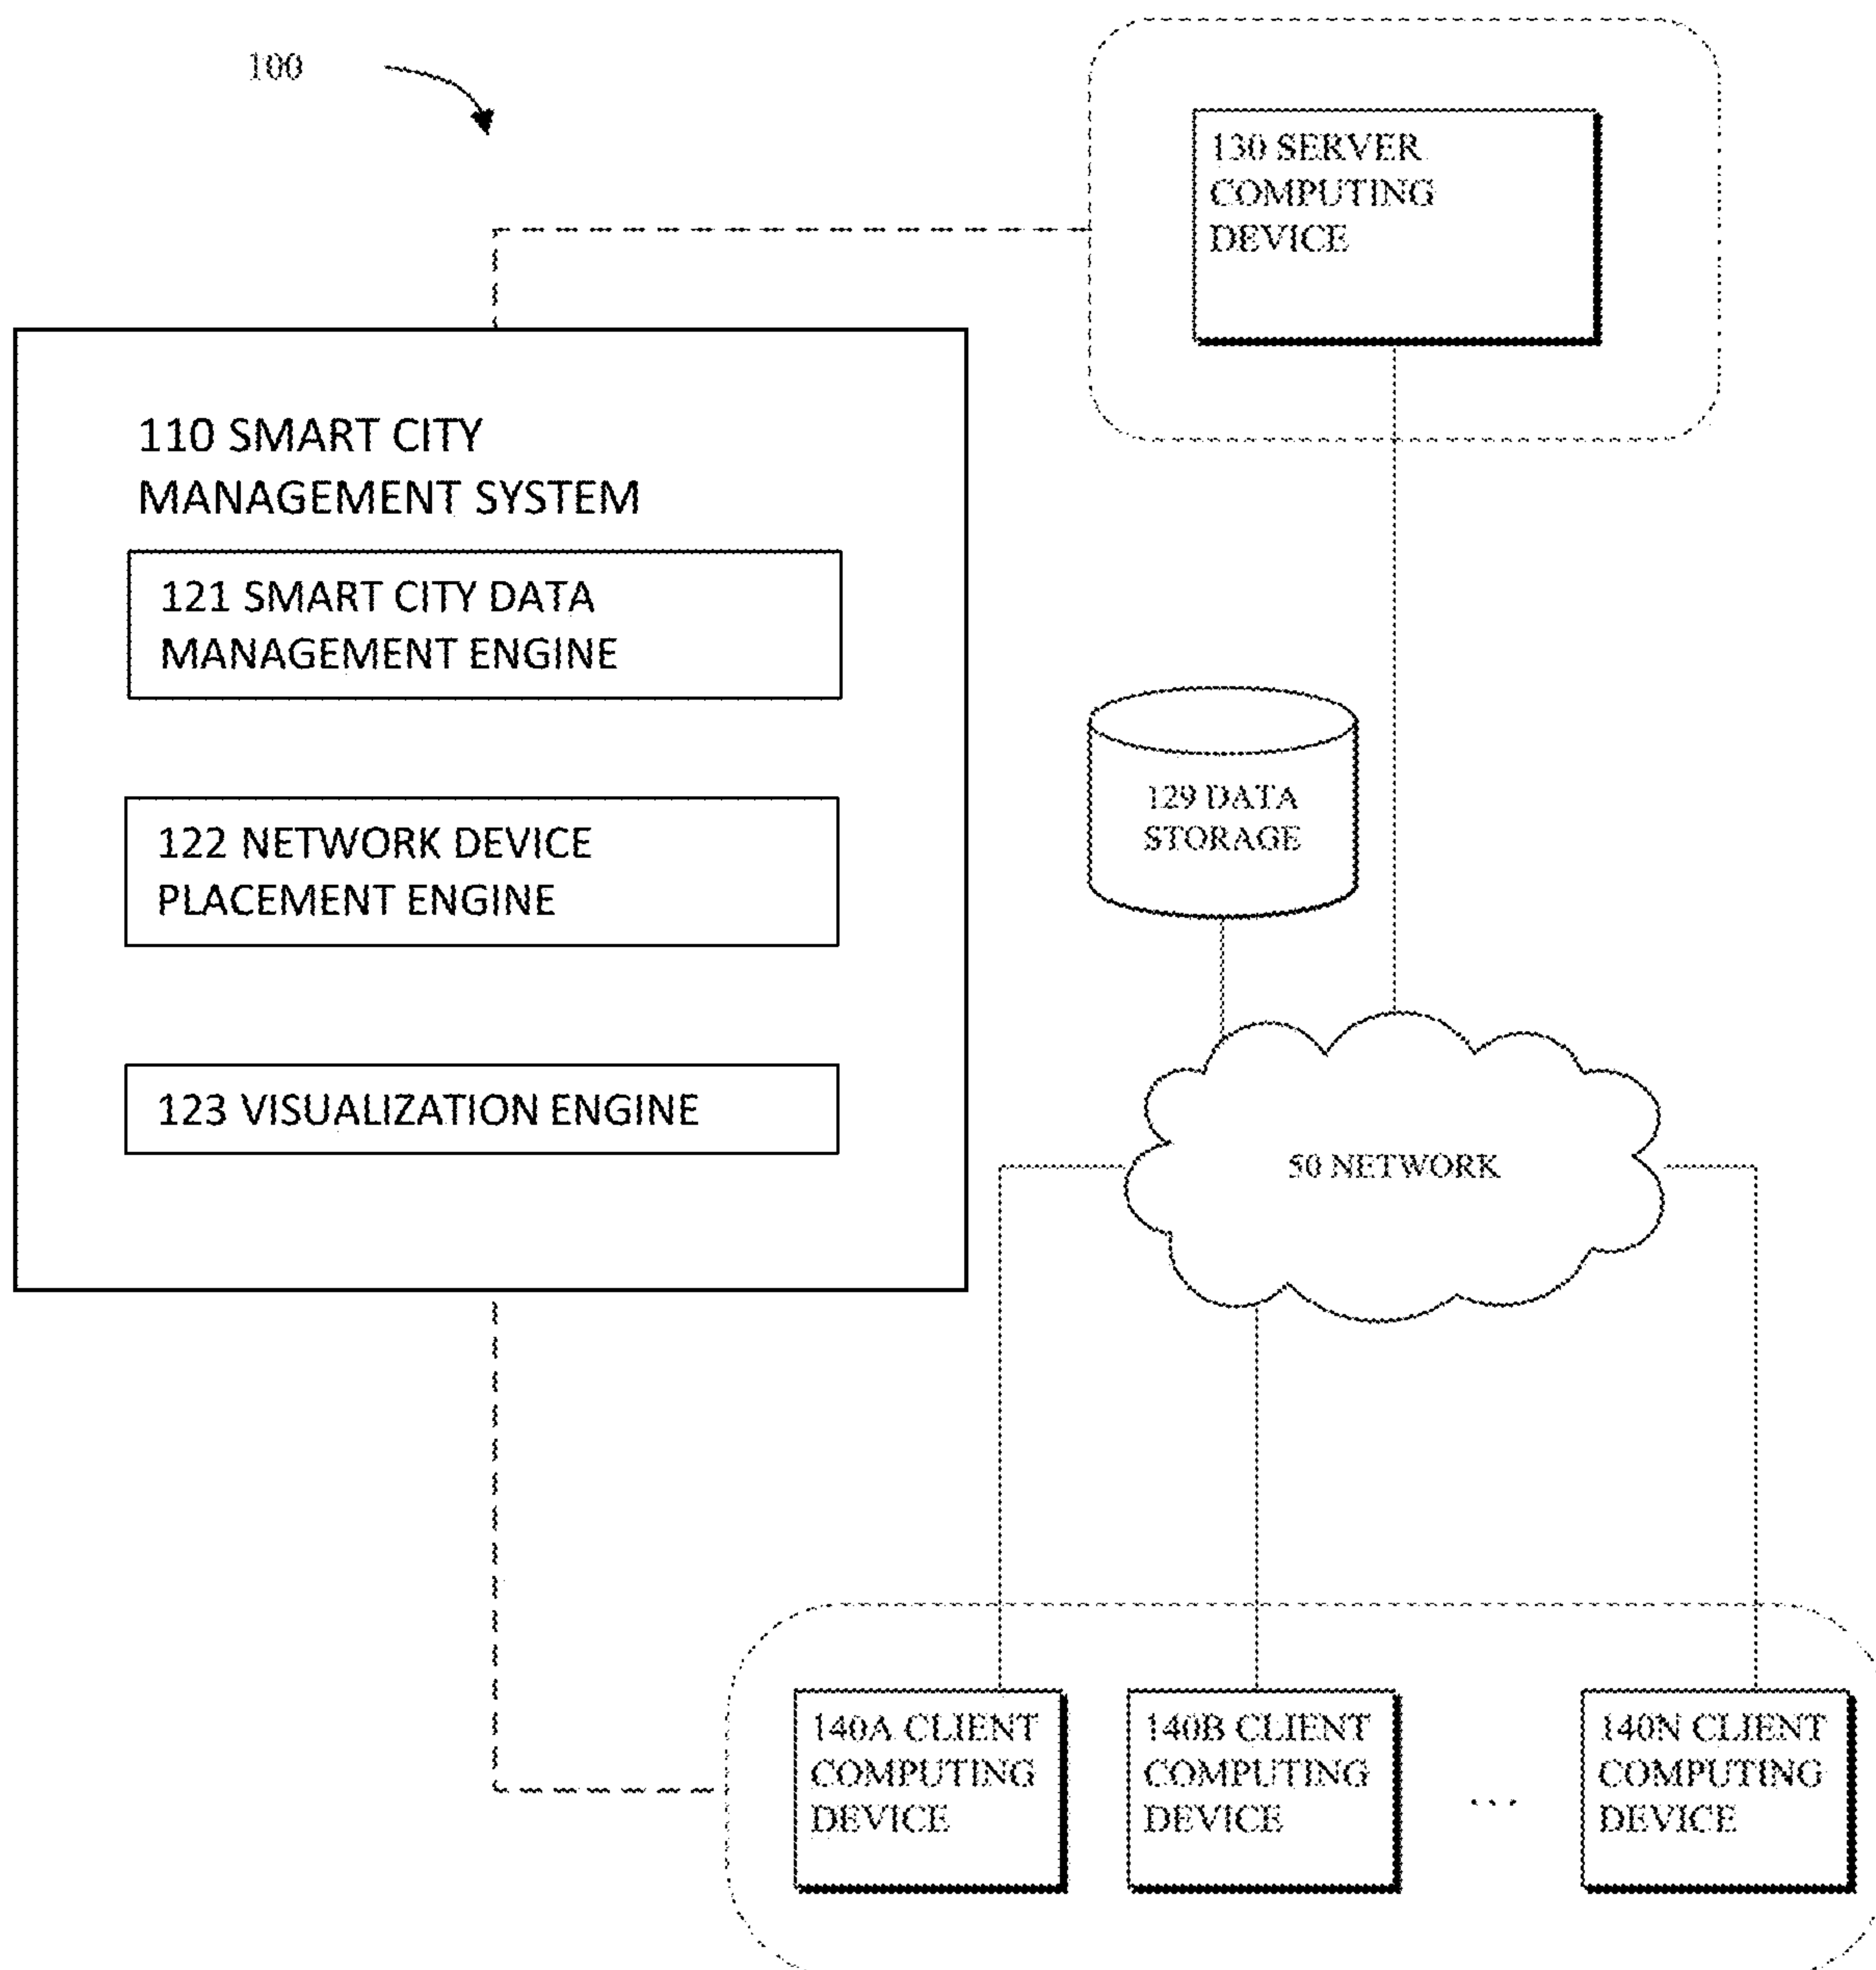 100
130 SERVER
COMPUTING
DEVICE
110 SMART CITY
MANAGEMENT SYSTEM
121 SMART CITY DATA
MANAGEMENT ENGINE
122 NETWORK DEVICE
PLACEMENT ENGINE
123 VISUALIZATION ENGINE
129 DATA
STORAGE
50 NETWORK
140A CLIENT
COMPUTING
DEVICE
140B CLIENT
COMPUTING
DEVICE
...
140N CLIENT
COMPUTING
DEVICE